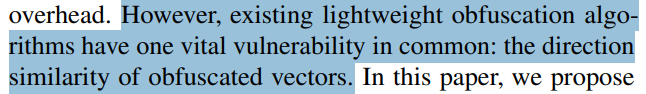 overhead. However, existing lightweight obfuscation algo-
rithms have one vital vulnerability in common: the direction
similarity of obfuscated vectors. In this paper, we propose